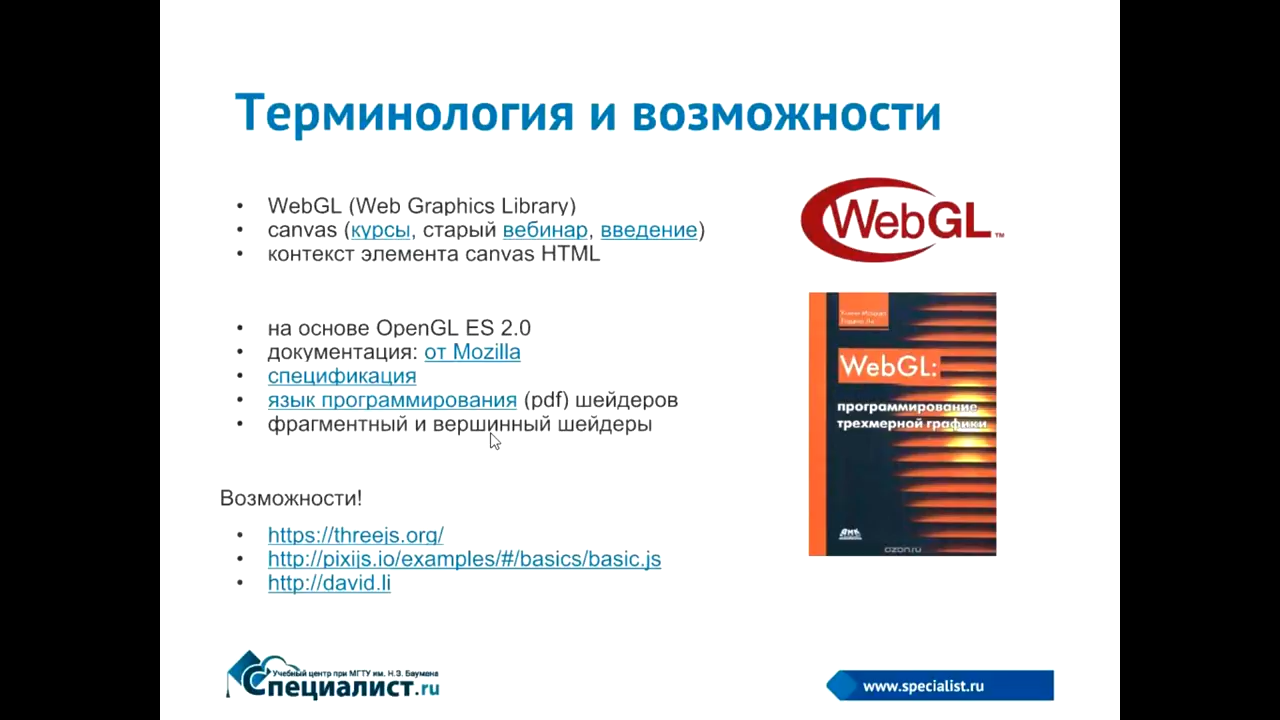 Терминология и возможности
• WebGL (Web Graphics Library)
• canvas (курсы, старый вебинар, введение)
• контекст элемента canvas HTML
• на основе OpenGL ES 2.0
• документация: от Mozilla
• спецификация
• язык программирования (pdf) шейдеров
• фрагментный и вершинный шейдеры
Возможности!
• https://threejs.org/
• http://pixijs.io/examples/#/basics/basic.js
• http://david.li
WebGL™
WebGL:
программирование
трехмерной графики
ДМК
ozon.ru
Учебный центр при МГТУ им. Н.Э. Баумана
Специалист.ru
www.specialist.ru